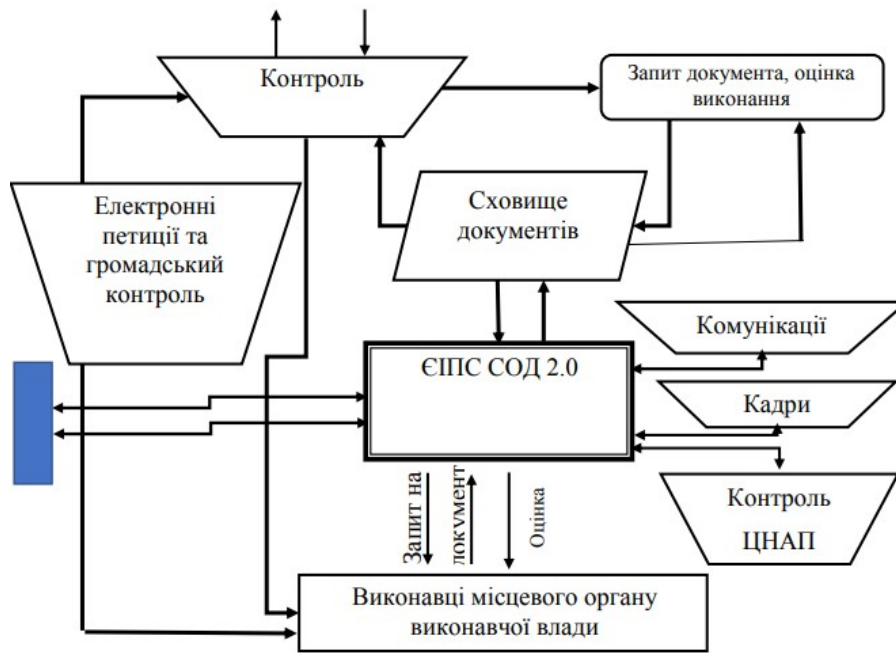 Контроль
Запит документа, оцінка
виконання
Електронні
петиції та
громадський
контроль
Сховище
документів
Комунікації
ЄІПС СОД 2.0
Кадри
Контроль
ЦНАП
Запит на
документ
Оцінка
Виконавці місцевого органу
виконавчої влади